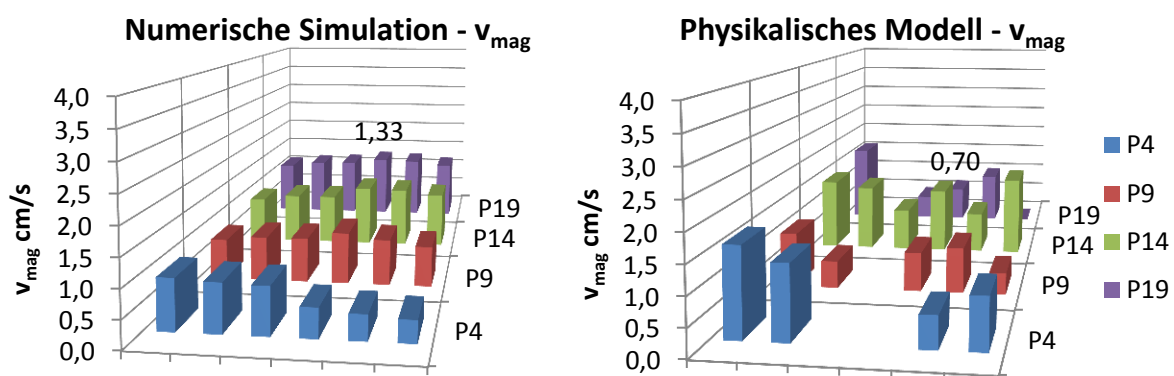 Numerische Simulation - vmag
4,0
3,5
3,0
2,5
2,0
1,5
1,0
0,5
0,0
vmag cm/s
1,33
P19
P14
P9
P4
Physikalisches Modell - vmag
4,0
3,5
3,0
2,5
2,0
1,5
1,0
0,5
0,0
vmag cm/s
0,70
P19
P14
P9
P4
P4
P9
P14
P19